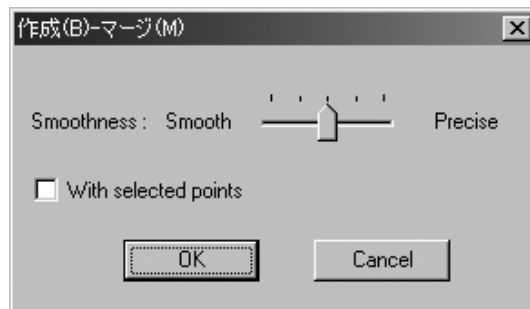 作成(B)-マージ(M)
Smoothness : Smooth Precise
With selected points
OK Cancel